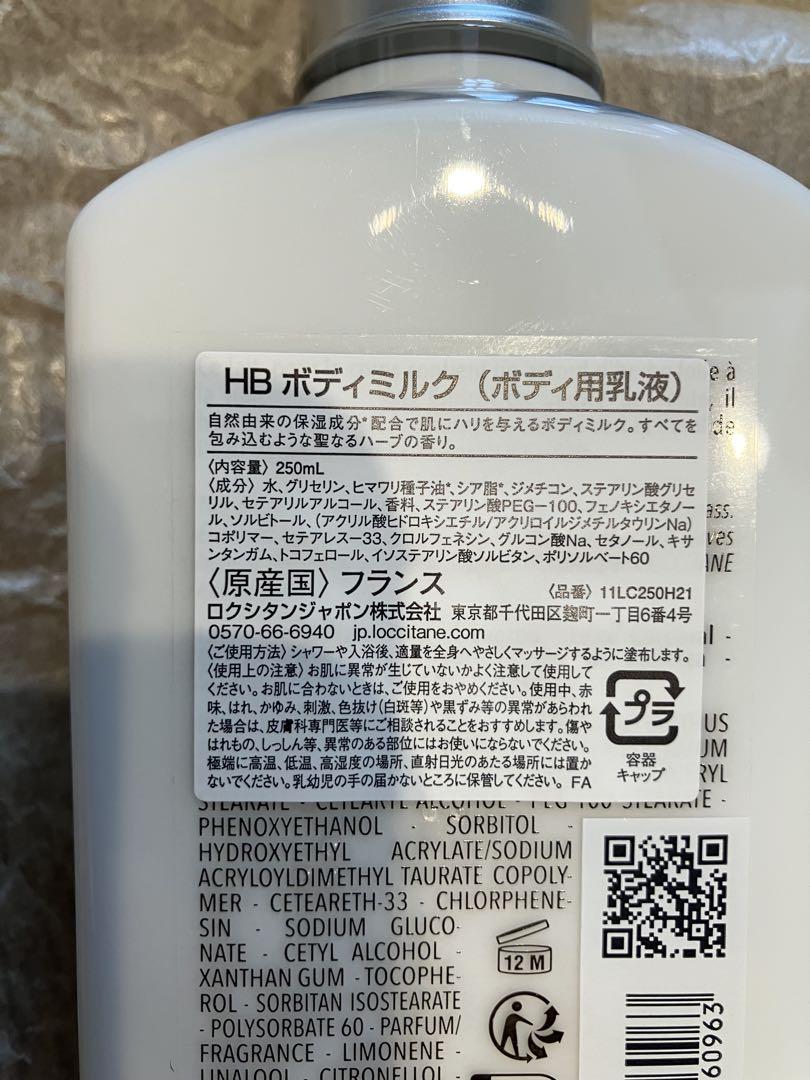 HB ボディミルク（ボディ用乳液）
自然由来の保湿成分*配合で肌にハリを与えるボディミルク。すべてを
包み込むような聖なるハーブの香り。
〈内容量〉 250mL
〈成分〉 水、グリセリン、ヒマワリ種子油*、シア脂*、ジメチコン、ステアリン酸グリセ
リル、セテアリルアルコール、香料、ステアリン酸PEG－100、フェノキシエタノー
ル、ソルビトール、（アクリル酸ヒドロキシエチル/アクリロイルジメチルタウリンNa）
コポリマー、セテアレス－33、クロルフェネシン、グルコン酸Na、セタノール、キサ
ンタンガム、トコフェロール、イソステアリン酸ソルビタン、ポリソルベート60
〈原産国〉 フランス 〈品番〉 11LC250H21
ロクシタンジャポン株式会社 東京都千代田区麹町一丁目6番4号
0570-66-6940 jp.loccitane.com
〈ご使用方法〉 シャワーや入浴後、適量を全身へやさしくマッサージするように塗布します。
〈使用上の注意〉 お肌に異常が生じていないかよく注意して使用して
ください。お肌に合わないときは、ご使用をおやめください。使用中、赤
味、はれ、かゆみ、刺激、色抜け(白斑等)や黒ずみ等の異常があらわれ
た場合は、皮膚科専門医等にご相談されることをおすすめします。傷や
はれもの、しっしん等、異常のある部位にはお使いにならないでください。
極端に高温、低温、高湿度の場所、直射日光のあたる場所には置か
ないでください。乳幼児の手の届かないところに保管してください。 FA
プラ
容器
キャップ
e à
, il
de
ass.
ves
ANE
al -
-
US
UM
RYL
STEARATE - CETEARYL ALCOHOL - PEG-100 STEARATE -
PHENOXYETHANOL - SORBITOL -
HYDROXYETHYL ACRYLATE/SODIUM
ACRYLOYLDIMETHYL TAURATE COPOLY-
MER - CETEARETH-33 - CHLORPHENE-
SIN - SODIUM GLUCO-
NATE - CETYL ALCOHOL -
XANTHAN GUM - TOCOPHE-
ROL - SORBITAN ISOSTEARATE
- POLYSORBATE 60 - PARFUM/
FRAGRANCE - LIMONENE -
LINALOOL - CITRONELLOL -
12 M
60963